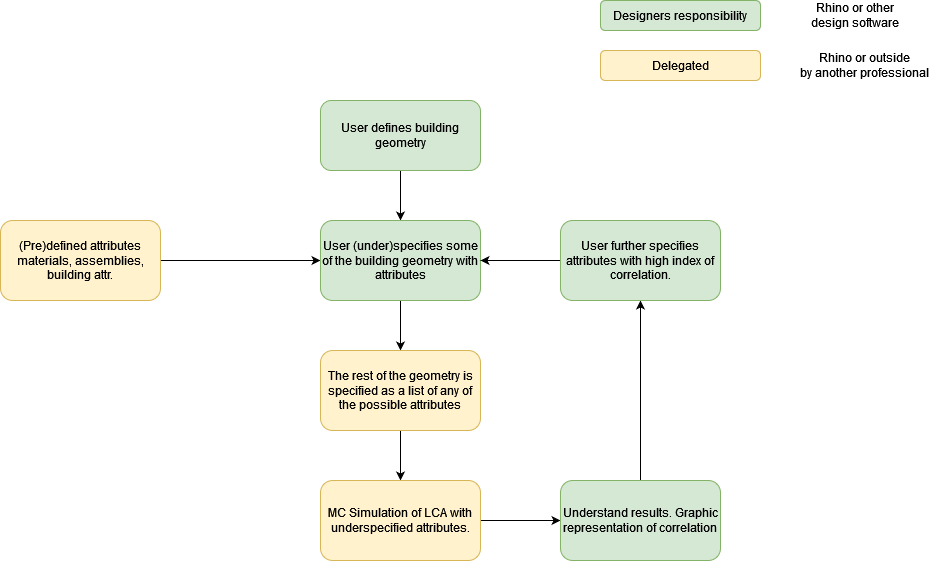 Designers responsibility
Rhino or other
design software
Delegated
Rhino or outside
by another professional
User defines building
geometry
(Pre)defined attributes
materials, assemblies,
building attr.
User (under)specifies some
of the building geometry with
attributes
User further specifies
attributes with high index of
correlation.
The rest of the geometry is
specified as a list of any of
the possible attributes
MC Simulation of LCA with
underspecified attributes.
Understand results. Graphic
representation of correlation